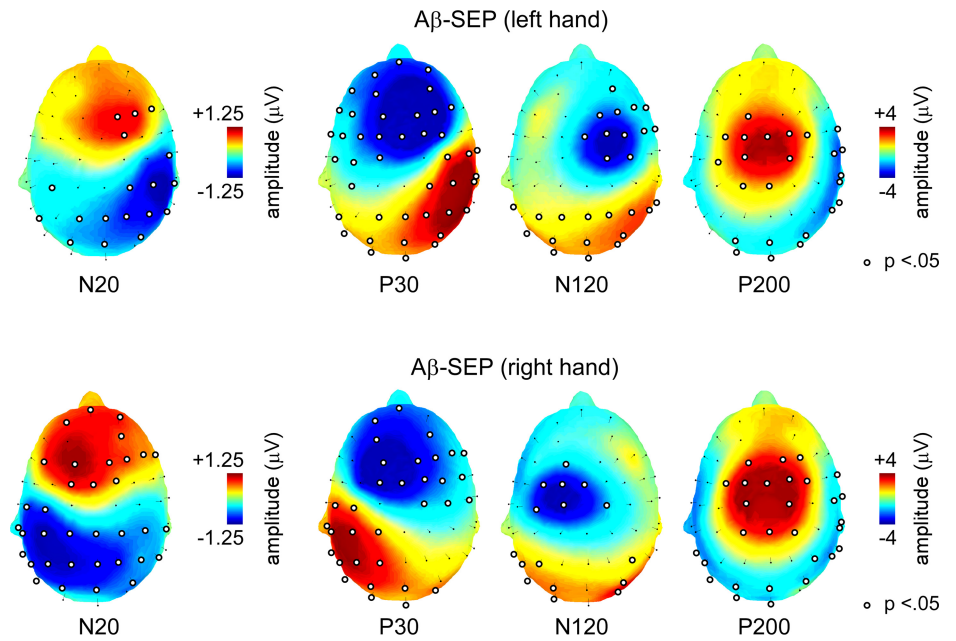 Aβ-SEP (left hand)
+1.25
-1.25
amplitude (μV)
+4
-4
amplitude (μV)
p <.05
N20
P30
N120
P200
Aβ-SEP (right hand)
+1.25
-1.25
amplitude (μV)
+4
-4
amplitude (μV)
p <.05
N20
P30
N120
P200